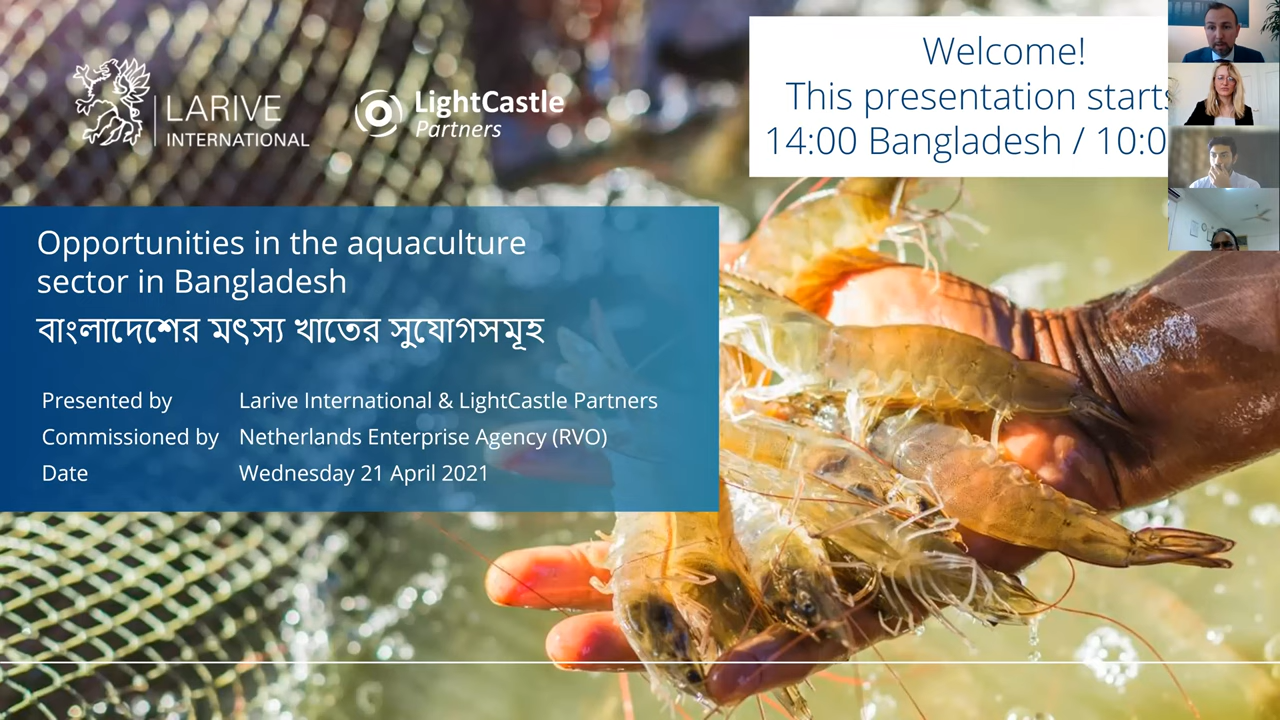 LARIVE
INTERNATIONAL
LightCastle
Partners
Welcome!
This presentation starts
14:00 Bangladesh / 10:0
Opportunities in the aquaculture
sector in Bangladesh
বাংলাদেশের মৎস্য খাতের সুযোগসমূহ
Presented by Larive International & LightCastle Partners
Commissioned by Netherlands Enterprise Agency (RVO)
Date Wednesday 21 April 2021